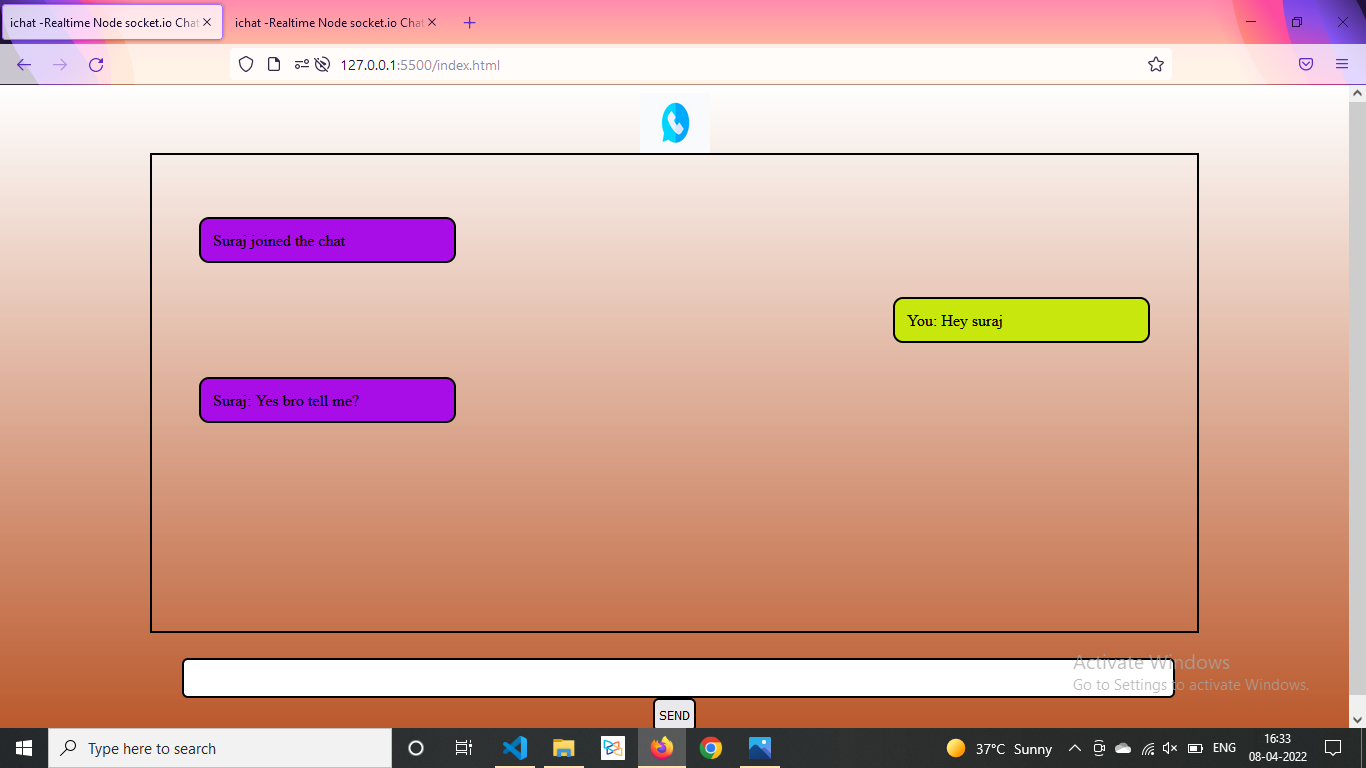 ichat -Realtime Node socket.io Chat
ichat -Realtime Node socket.io Chat
127.0.0.1:5500/index.html
Suraj joined the chat
You: Hey suraj
Suraj: Yes bro tell me?
Activate Windows
Go to Settings to activate Windows.
SEND
Type here to search
37°C Sunny
ENG
16:33
08-04-2022